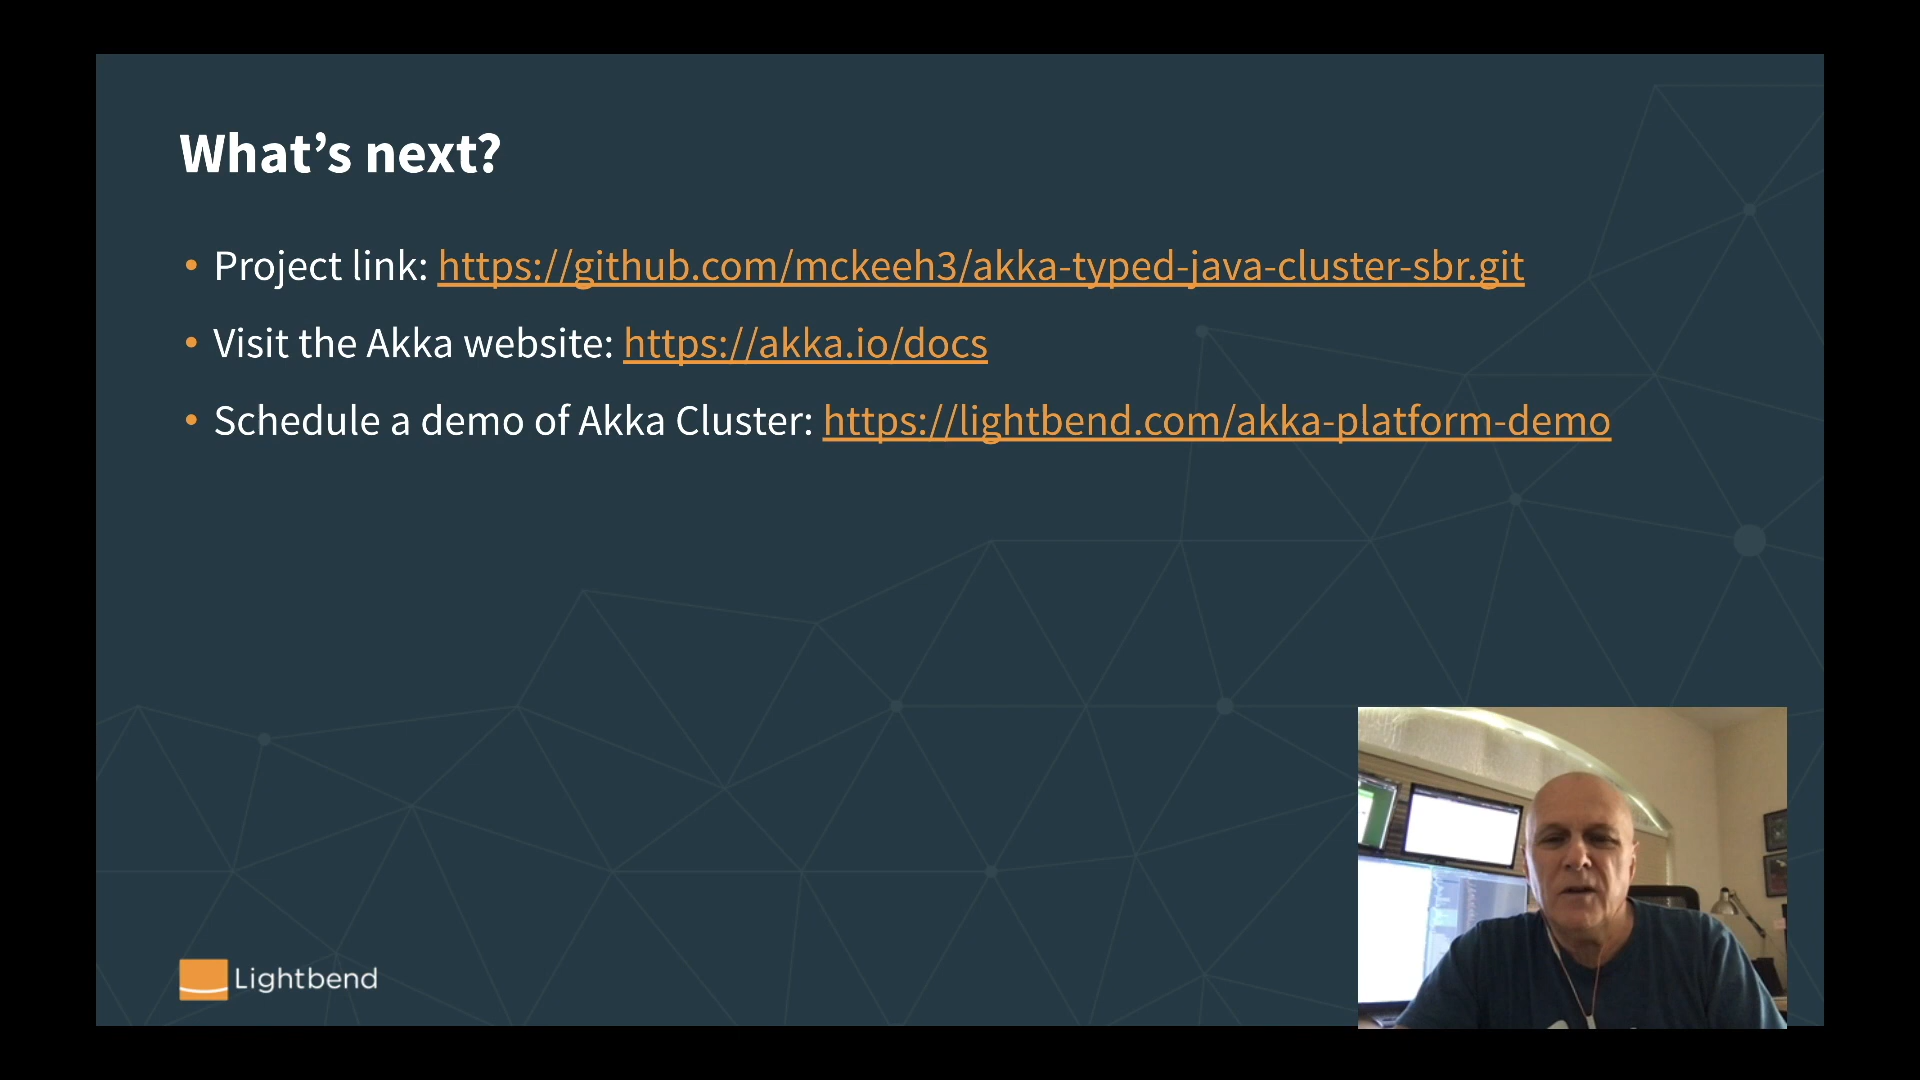 What’s next?
• Project link: https://github.com/mckeeh3/akka-typed-java-cluster-sbr.git
• Visit the Akka website: https://akka.io/docs
• Schedule a demo of Akka Cluster: https://lightbend.com/akka-platform-demo
Lightbend